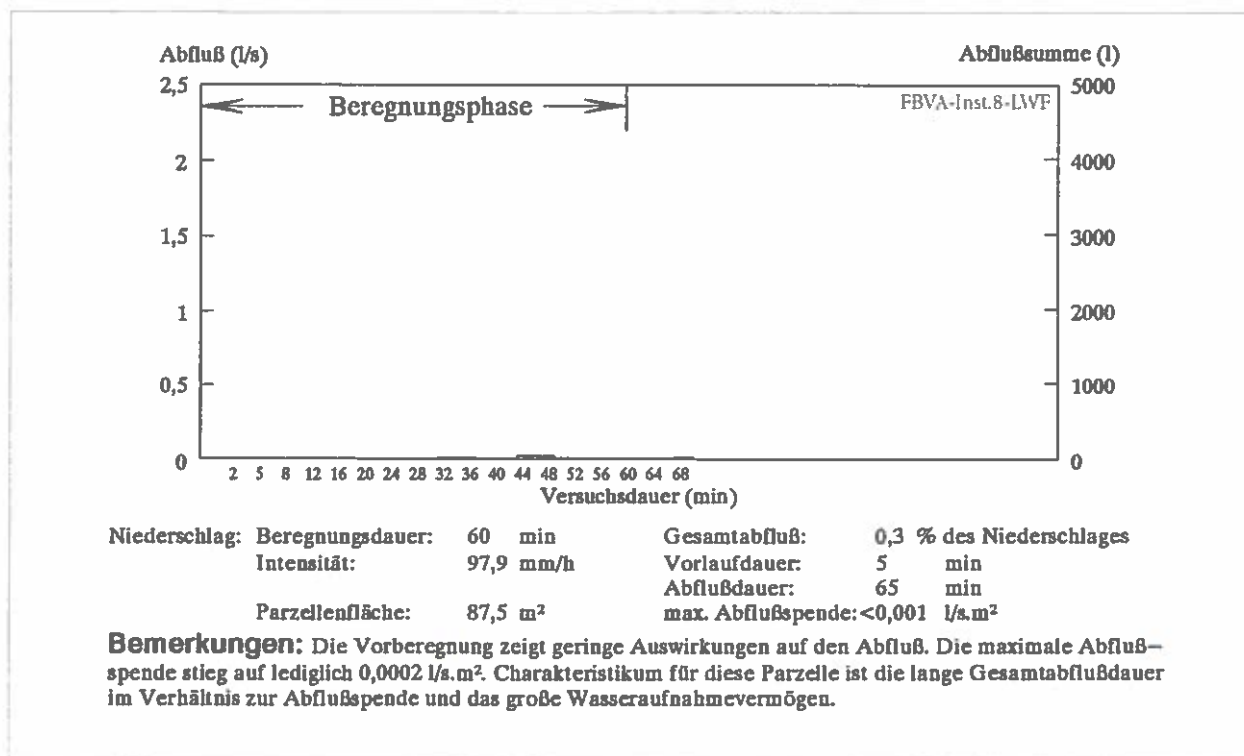 Abfluß (l/s) Abflußsumme (l)
2,5 5000
Beregnungsphase FBVA-Inst.8-LWF
2 4000
1,5 3000
1 2000
0,5 1000
0 0
2 5 8 12 16 20 24 28 32 36 40 44 48 52 56 60 64 68
Versuchsdauer (min)
Niederschlag: Beregnungsdauer: 60 min Gesamtabfluß: 0,3 % des Niederschlages
Intensität: 97,9 mm/h Vorlaufdauer: 5 min
Abflußdauer: 65 min
Parzellenfläche: 87,5 m² max. Abflußspende: <0,001 l/s.m²
Bemerkungen: Die Vorberegnung zeigt geringe Auswirkungen auf den Abfluß. Die maximale Abfluß–
spende stieg auf lediglich 0,0002 l/s.m². Charakteristikum für diese Parzelle ist die lange Gesamtabflußdauer
im Verhältnis zur Abflußspende und das große Wasseraufnahmevermögen.